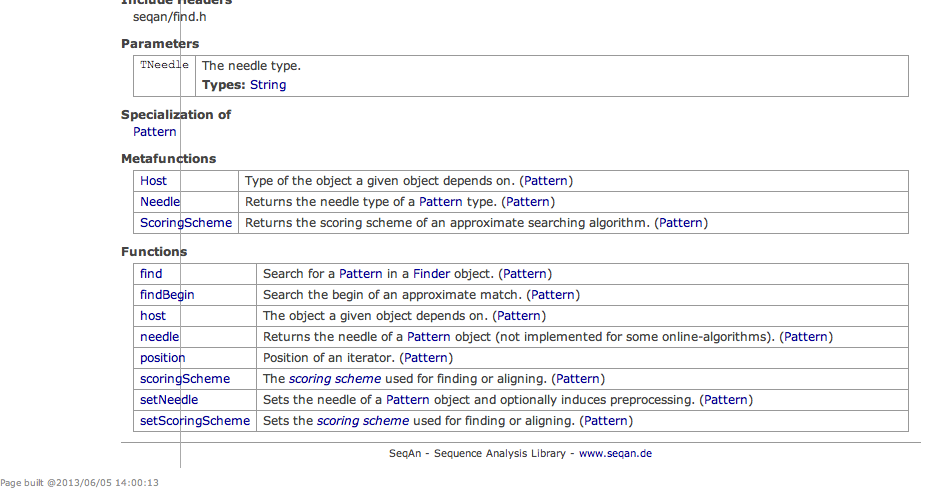 Include Headers
seqan/find.h
Parameters
TNeedle The needle type.
Types: String
Specialization of
Pattern
Metafunctions
Host Type of the object a given object depends on. (Pattern)
Needle Returns the needle type of a Pattern type. (Pattern)
ScoringScheme Returns the scoring scheme of an approximate searching algorithm. (Pattern)
Functions
find Search for a Pattern in a Finder object. (Pattern)
findBegin Search the begin of an approximate match. (Pattern)
host The object a given object depends on. (Pattern)
needle Returns the needle of a Pattern object (not implemented for some online-algorithms). (Pattern)
position Position of an iterator. (Pattern)
scoringScheme The scoring scheme used for finding or aligning. (Pattern)
setNeedle Sets the needle of a Pattern object and optionally induces preprocessing. (Pattern)
setScoringScheme Sets the scoring scheme used for finding or aligning. (Pattern)
SeqAn - Sequence Analysis Library - www.seqan.de
Page built @2013/06/05 14:00:13